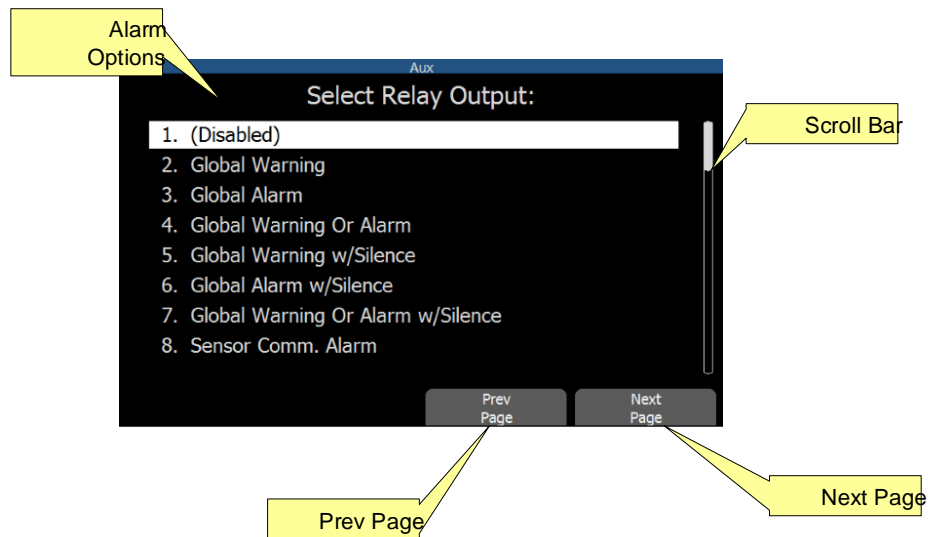 Alarm
Options
Aux
Select Relay Output:
Scroll Bar
1. (Disabled)
2. Global Warning
3. Global Alarm
4. Global Warning Or Alarm
5. Global Warning w/Silence
6. Global Alarm w/Silence
7. Global Warning Or Alarm w/Silence
8. Sensor Comm. Alarm
Prev
Page
Next
Page
Next Page
Prev Page